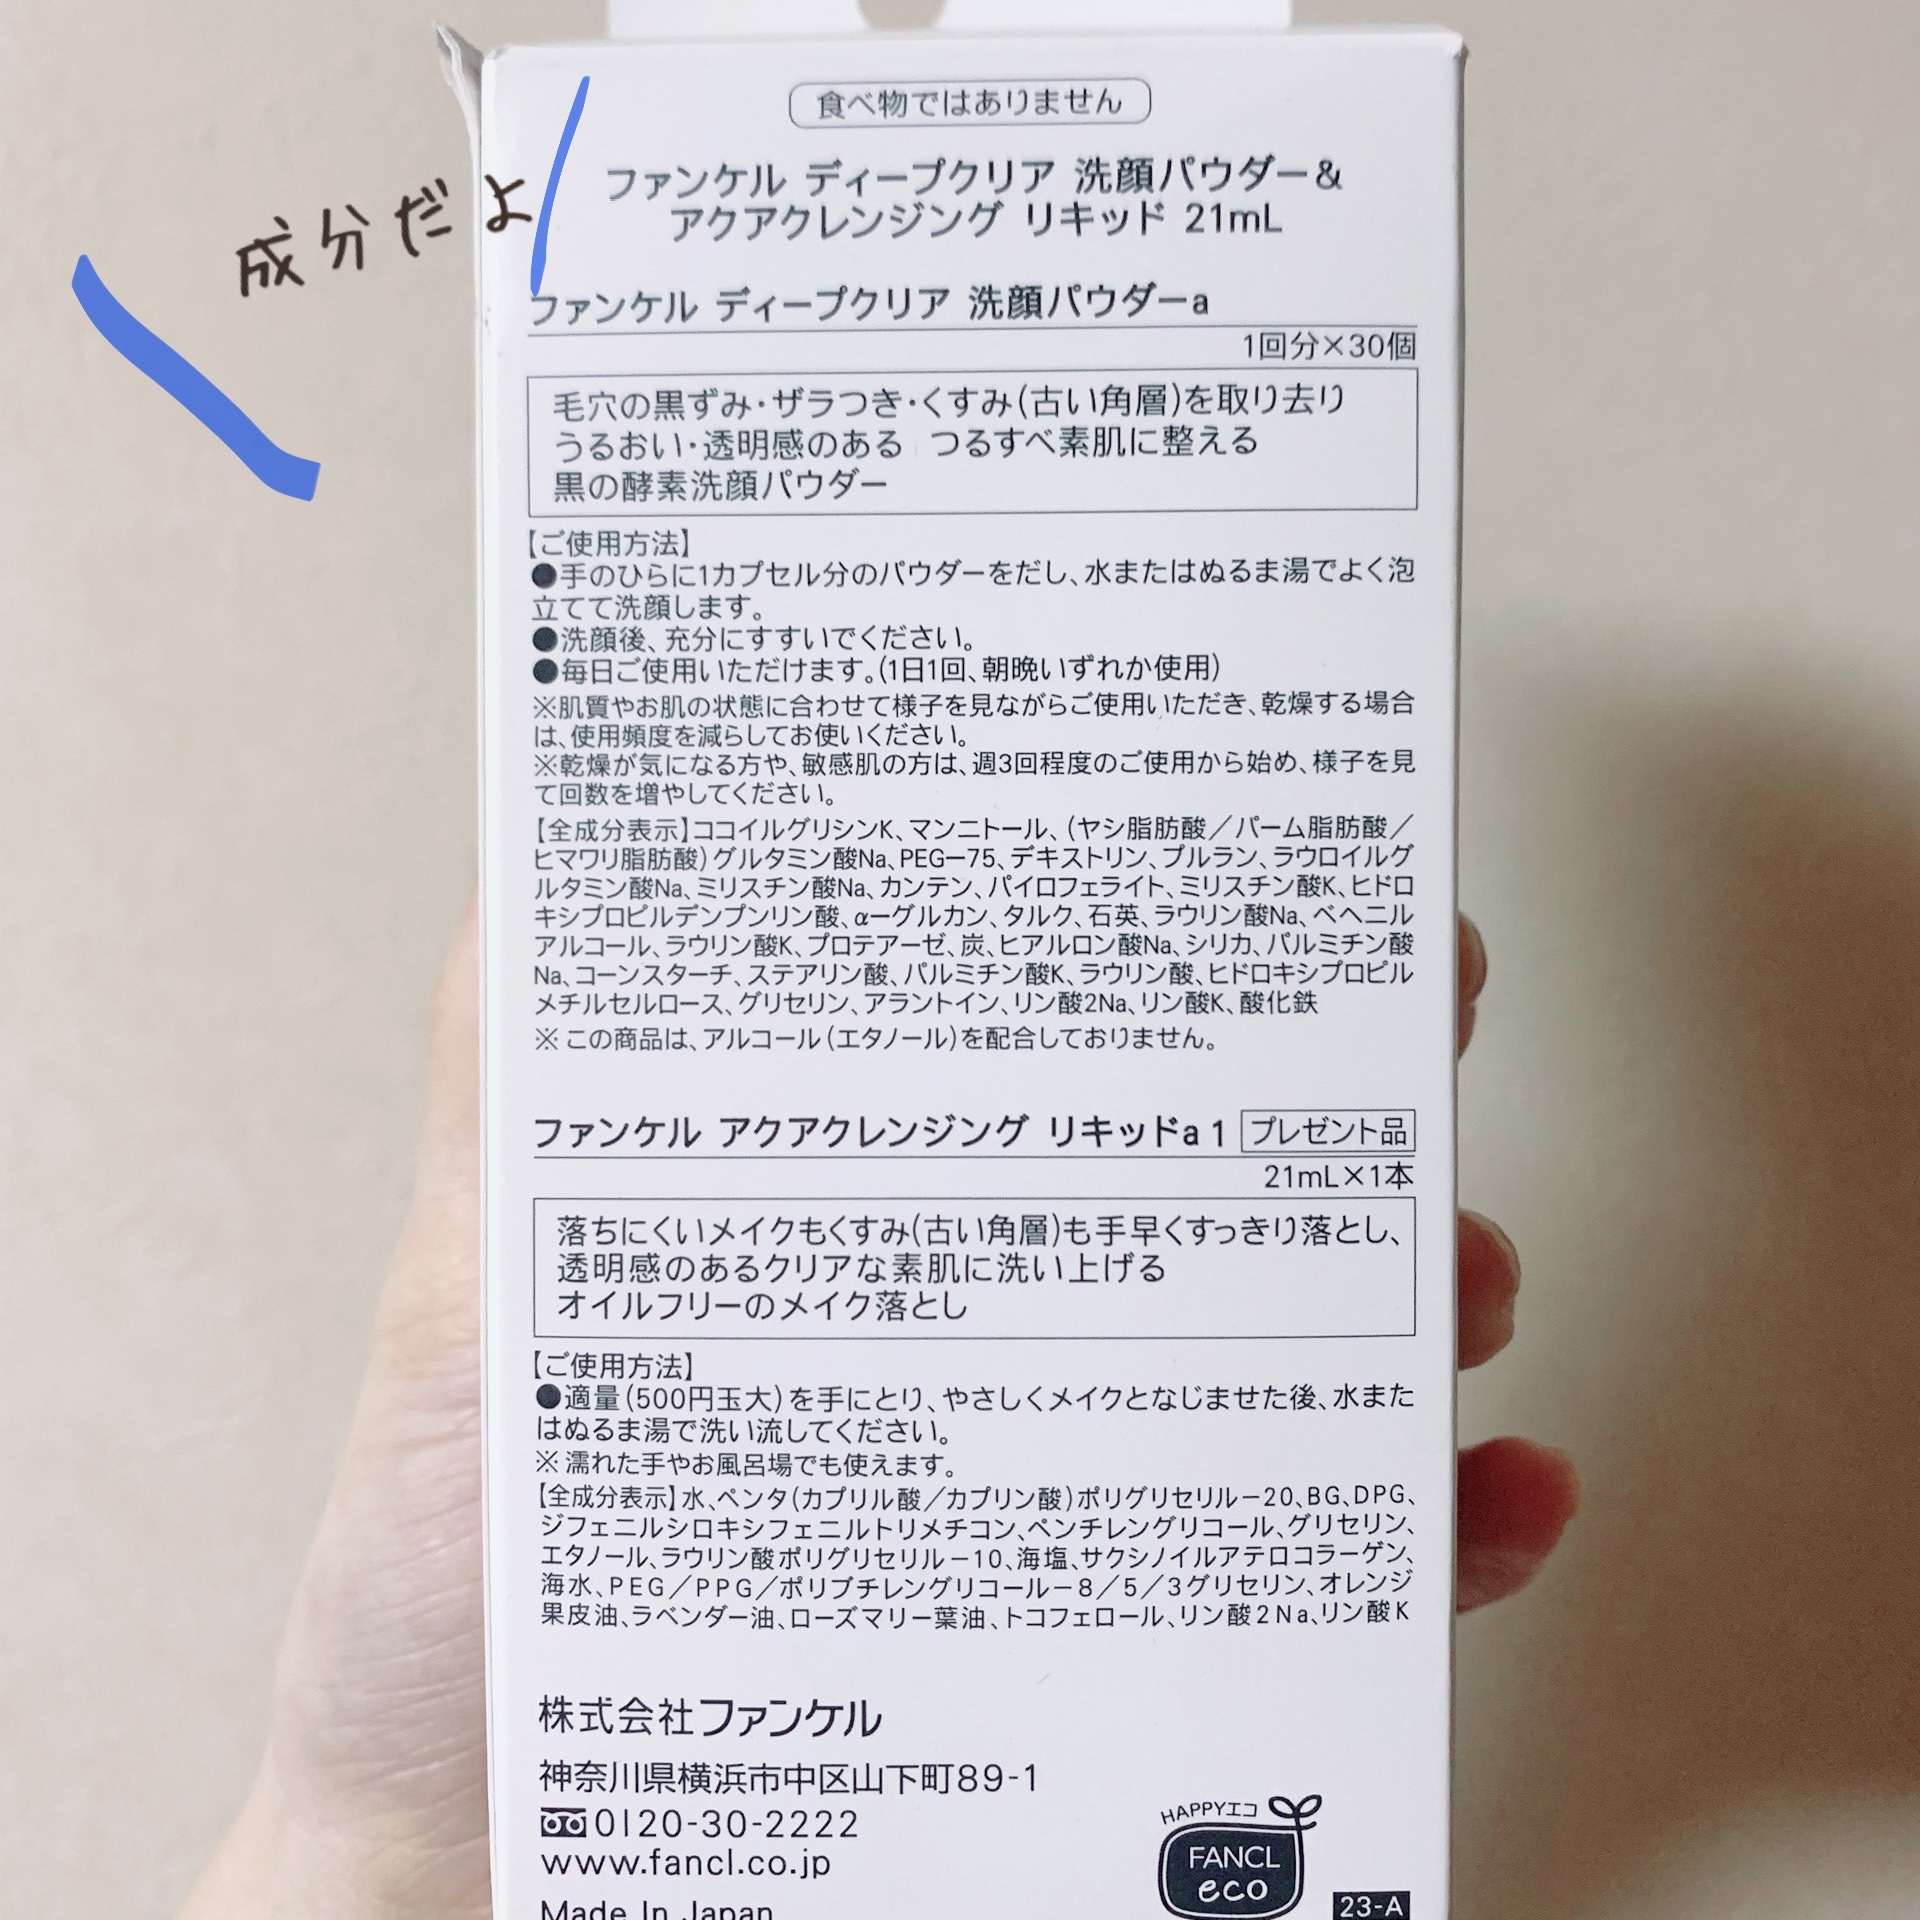 食べ物ではありません
ファンケル ディープクリア 洗顔パウダー&
アクアクレンジング リキッド 21mL
成分だよ
ファンケル ディープクリア 洗顔パウダーa
1回分×30個
毛穴の黒ずみ・ザラつき・くすみ(古い角層)を取り去り
うるおい・透明感のある つるすべ素肌に整える
黒の酵素洗顔パウダー
【ご使用方法】
●手のひらに1カプセル分のパウダーをだし、水またはぬるま湯でよく泡
立てて洗顔します。
●洗顔後、充分にすすいでください。
●毎日ご使用いただけます。(1日1回、朝晩いずれか使用)
※肌質やお肌の状態に合わせて様子を見ながらご使用いただき、乾燥する場合
は、使用頻度を減らしてお使いください。
※乾燥が気になる方や、敏感肌の方は、週3回程度のご使用から始め、様子を見
て回数を増やしてください。
【全成分表示】ココイルグリシンK、マンニトール、(ヤシ脂肪酸/パーム脂肪酸/
ヒマワリ脂肪酸)グルタミン酸Na、PEG-75、デキストリン、プルラン、ラウロイルグ
ルタミン酸Na、ミリスチン酸Na、カンテン、パイロフェライト、ミリスチン酸K、ヒドロ
キシプロピルデンプンリン酸、α-グルカン、タルク、石英、ラウリン酸Na、ベヘニル
アルコール、ラウリン酸K、プロテアーゼ、炭、ヒアルロン酸Na、シリカ、パルミチン酸
Na、コーンスターチ、ステアリン酸、パルミチン酸K、ラウリン酸、ヒドロキシプロピル
メチルセルロース、グリセリン、アラントイン、リン酸2Na、リン酸K、酸化鉄
※この商品は、アルコール(エタノール)を配合しておりません。
ファンケル アクアクレンジング リキッドa 1 プレゼント品
21mL×1本
落ちにくいメイクもくすみ(古い角層)も手早くすっきり落とし、
透明感のあるクリアな素肌に洗い上げる
オイルフリーのメイク落とし
【ご使用方法】
●適量(500円玉大)を手にとり、やさしくメイクとなじませた後、水また
はぬるま湯で洗い流してください。
※濡れた手やお風呂場でも使えます。
【全成分表示】水、ペンタ(カプリル酸/カプリン酸)ポリグリセリル-20、BG、DPG、
ジフェニルシロキシフェニルトリメチコン、ペンチレングリコール、グリセリン、
エタノール、ラウリン酸ポリグリセリル-10、海塩、サクシノイルアテロコラーゲン、
海水、PEG/PPG/ポリブチレングリコール-8/5/3グリセリン、オレンジ
果皮油、ラベンダー油、ローズマリー葉油、トコフェロール、リン酸2Na、リン酸K
株式会社ファンケル
神奈川県横浜市中区山下町89-1
0120-30-2222
www.fancl.co.jp
Made In Japan
HAPPYエコ
FANCL
eco
23-A